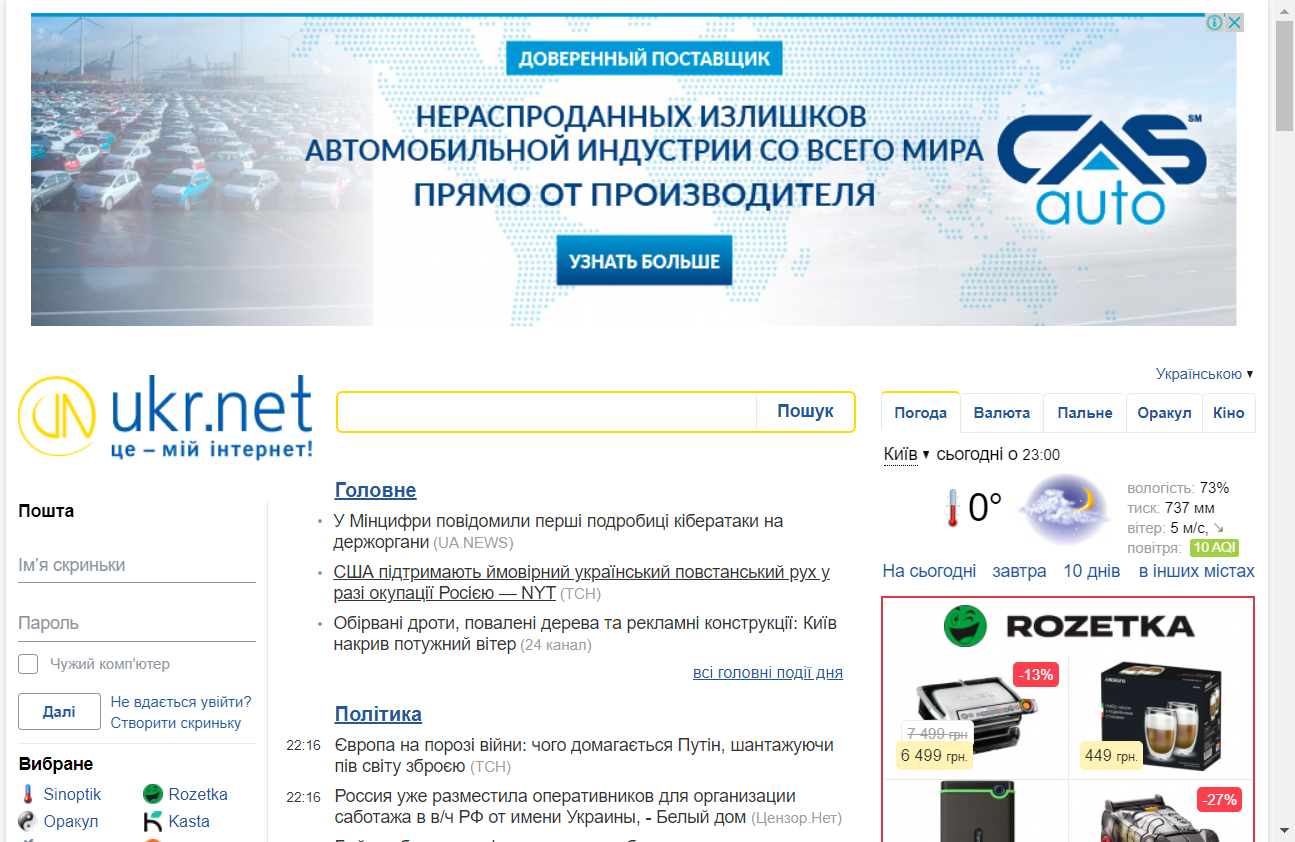 ДОВЕРЕННЫЙ ПОСТАВЩИК
НЕРАСПРОДАННЫХ ИЗЛИШКОВ
АВТОМОБИЛЬНОЙ ИНДУСТРИИ СО ВСЕГО МИРА
ПРЯМО ОТ ПРОИЗВОДИТЕЛЯ
УЗНАТЬ БОЛЬШЕ
CAS SM
auto
Українською ▼
ukr.net
це – мій інтернет!
Пошук
Погода Валюта Пальне Оракул Кіно
Київ ▼ сьогодні о 23:00
0°
вологість: 73%
тиск: 737 мм
вітер: 5 м/с, ↘
повітря: 10 AQI
На сьогодні завтра 10 днів в інших містах
Пошта
Ім'я скриньки
Пароль
Чужий комп'ютер
Далі
Не вдається увійти?
Створити скриньку
Вибране
Sinoptik Rozetka
Оракул Kasta
Головне
У Мінцифри повідомили перші подробиці кібератаки на
держоргани (UA.NEWS)
США підтримають ймовірний український повстанський рух у
разі окупації Росією — NYT (ТСН)
Обірвані дроти, повалені дерева та рекламні конструкції: Київ
накрив потужний вітер (24 канал)
всі головні події дня
Політика
22:16 Європа на порозі війни: чого домагається Путін, шантажуючи
пів світу зброєю (ТСН)
22:16 Россия уже разместила оперативников для организации
саботажа в в/ч РФ от имени Украины, - Белый дом (Цензор.Нет)
ROZETKA
-13%
7 499 грн
6 499 грн.
ARDESTO
449 грн.
-27%